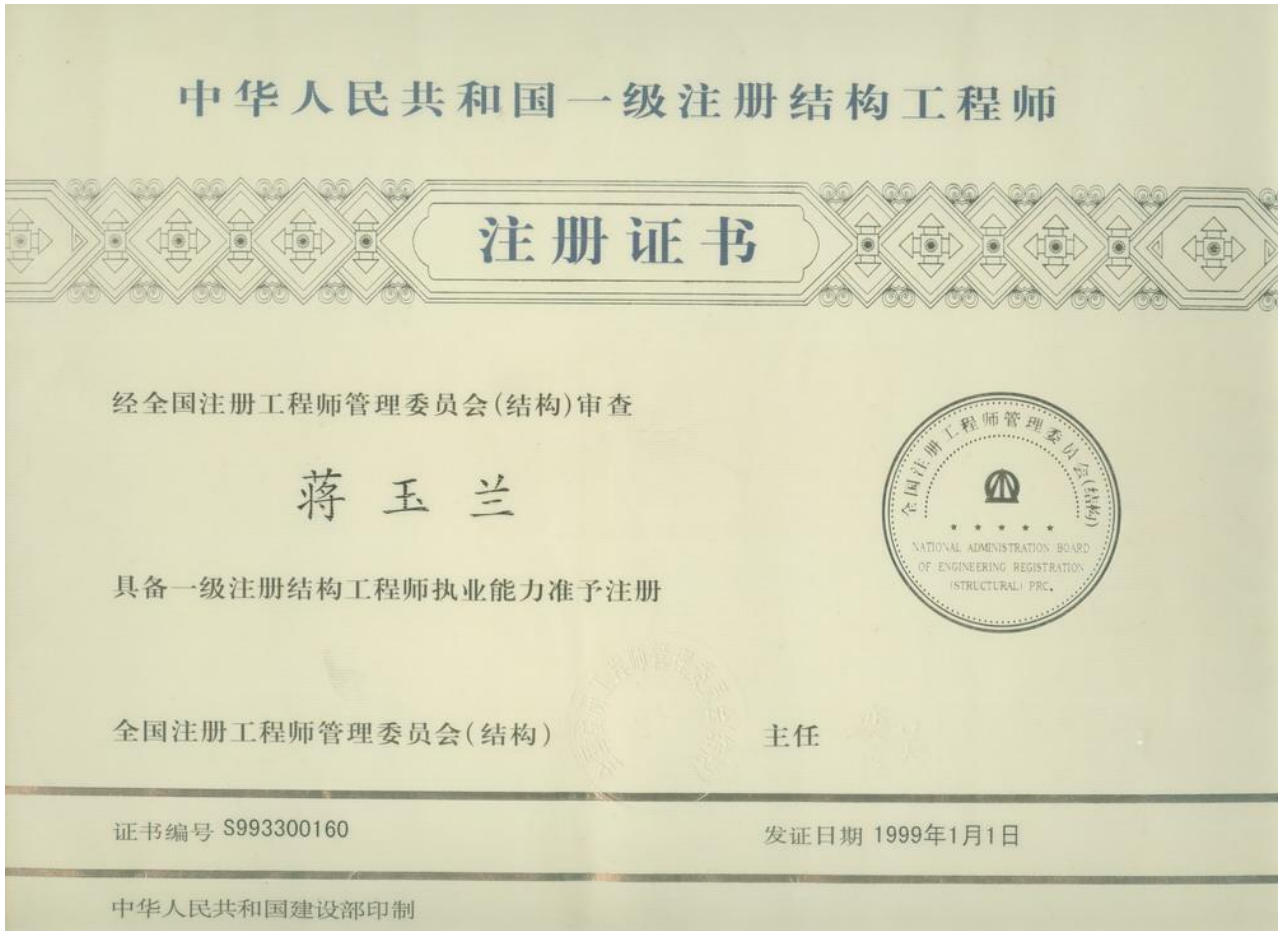 中华人民共和国一级注册结构工程师
注册证书
经全国注册工程师管理委员会(结构)审查
蒋玉兰
具备一级注册结构工程师执业能力准予注册
全国注册工程师管理委员会(结构)
NATIONAL ADMINISTRATION BOARD
OF ENGINEERING REGISTRATION
(STRUCTURAL) PRC.
全国注册工程师管理委员会(结构)
主任
证书编号 S993300160
发证日期 1999年1月1日
中华人民共和国建设部印制